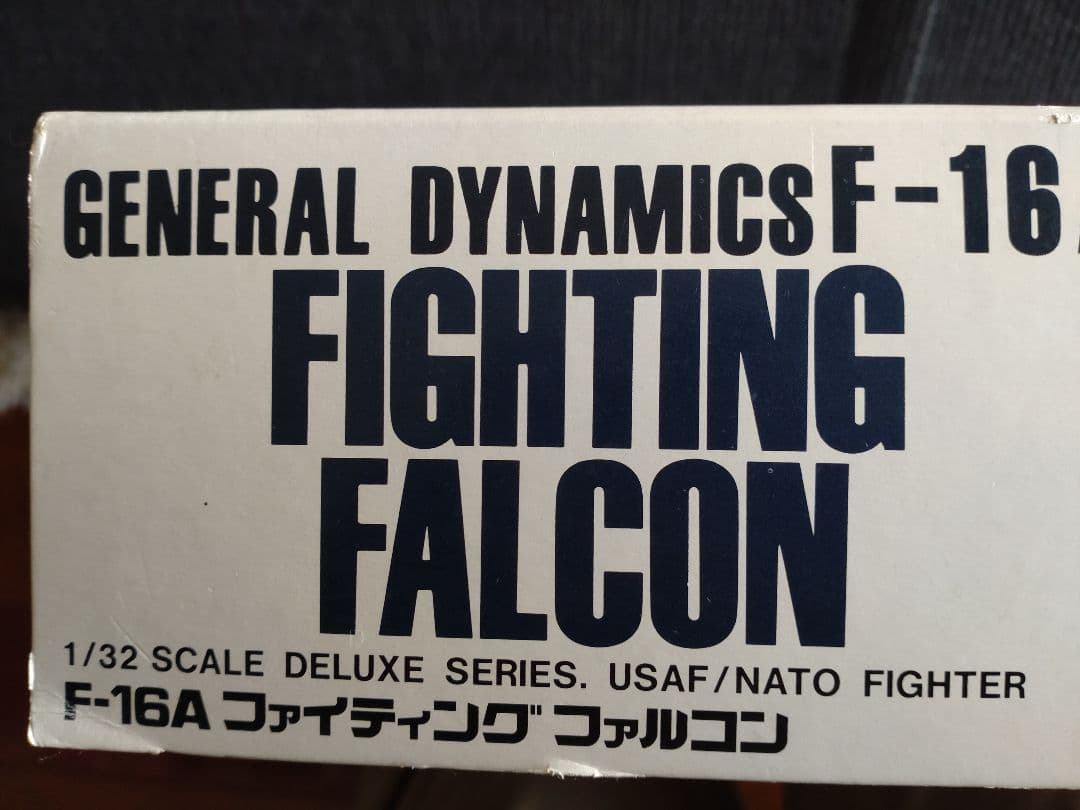 GENERAL DYNAMICS F-16
FIGHTING
FALCON
1/32 SCALE DELUXE SERIES. USAF/NATO FIGHTER
F-16A ファイティング ファルコン